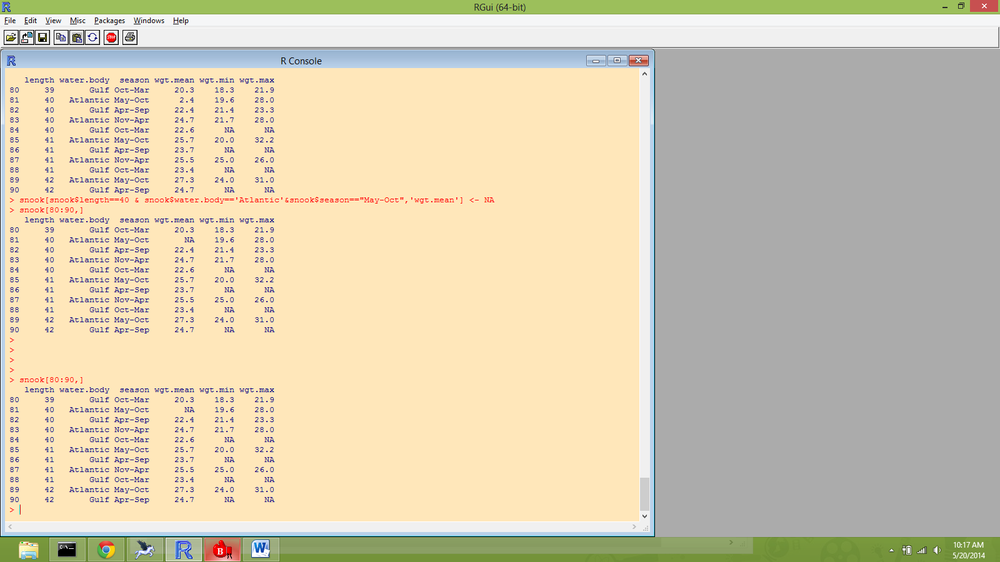 RGui (64-bit)
File Edit View Misc Packages Windows Help
STOP
R Console
length water.body season wgt.mean wgt.min wgt.max
80 39 Gulf Oct-Mar 20.3 18.3 21.9
81 40 Atlantic May-Oct 2.4 19.6 28.0
82 40 Gulf Apr-Sep 22.4 21.4 23.3
83 40 Atlantic Nov-Apr 24.7 21.7 28.0
84 40 Gulf Oct-Mar 22.6 NA NA
85 41 Atlantic May-Oct 25.7 20.0 32.2
86 41 Gulf Apr-Sep 23.7 NA NA
87 41 Atlantic Nov-Apr 25.5 25.0 26.0
88 41 Gulf Oct-Mar 23.4 NA NA
89 42 Atlantic May-Oct 27.3 24.0 31.0
90 42 Gulf Apr-Sep 24.7 NA NA
> snook[snook$length==40 & snook$water.body=='Atlantic'&snook$season=="May-Oct",'wgt.mean'] <- NA
> snook[80:90,]
length water.body season wgt.mean wgt.min wgt.max
80 39 Gulf Oct-Mar 20.3 18.3 21.9
81 40 Atlantic May-Oct NA 19.6 28.0
82 40 Gulf Apr-Sep 22.4 21.4 23.3
83 40 Atlantic Nov-Apr 24.7 21.7 28.0
84 40 Gulf Oct-Mar 22.6 NA NA
85 41 Atlantic May-Oct 25.7 20.0 32.2
86 41 Gulf Apr-Sep 23.7 NA NA
87 41 Atlantic Nov-Apr 25.5 25.0 26.0
88 41 Gulf Oct-Mar 23.4 NA NA
89 42 Atlantic May-Oct 27.3 24.0 31.0
90 42 Gulf Apr-Sep 24.7 NA NA
>
>
>
>
> snook[80:90,]
length water.body season wgt.mean wgt.min wgt.max
80 39 Gulf Oct-Mar 20.3 18.3 21.9
81 40 Atlantic May-Oct NA 19.6 28.0
82 40 Gulf Apr-Sep 22.4 21.4 23.3
83 40 Atlantic Nov-Apr 24.7 21.7 28.0
84 40 Gulf Oct-Mar 22.6 NA NA
85 41 Atlantic May-Oct 25.7 20.0 32.2
86 41 Gulf Apr-Sep 23.7 NA NA
87 41 Atlantic Nov-Apr 25.5 25.0 26.0
88 41 Gulf Oct-Mar 23.4 NA NA
89 42 Atlantic May-Oct 27.3 24.0 31.0
90 42 Gulf Apr-Sep 24.7 NA NA
>
C:\_ R B W
10:17 AM
5/20/2014